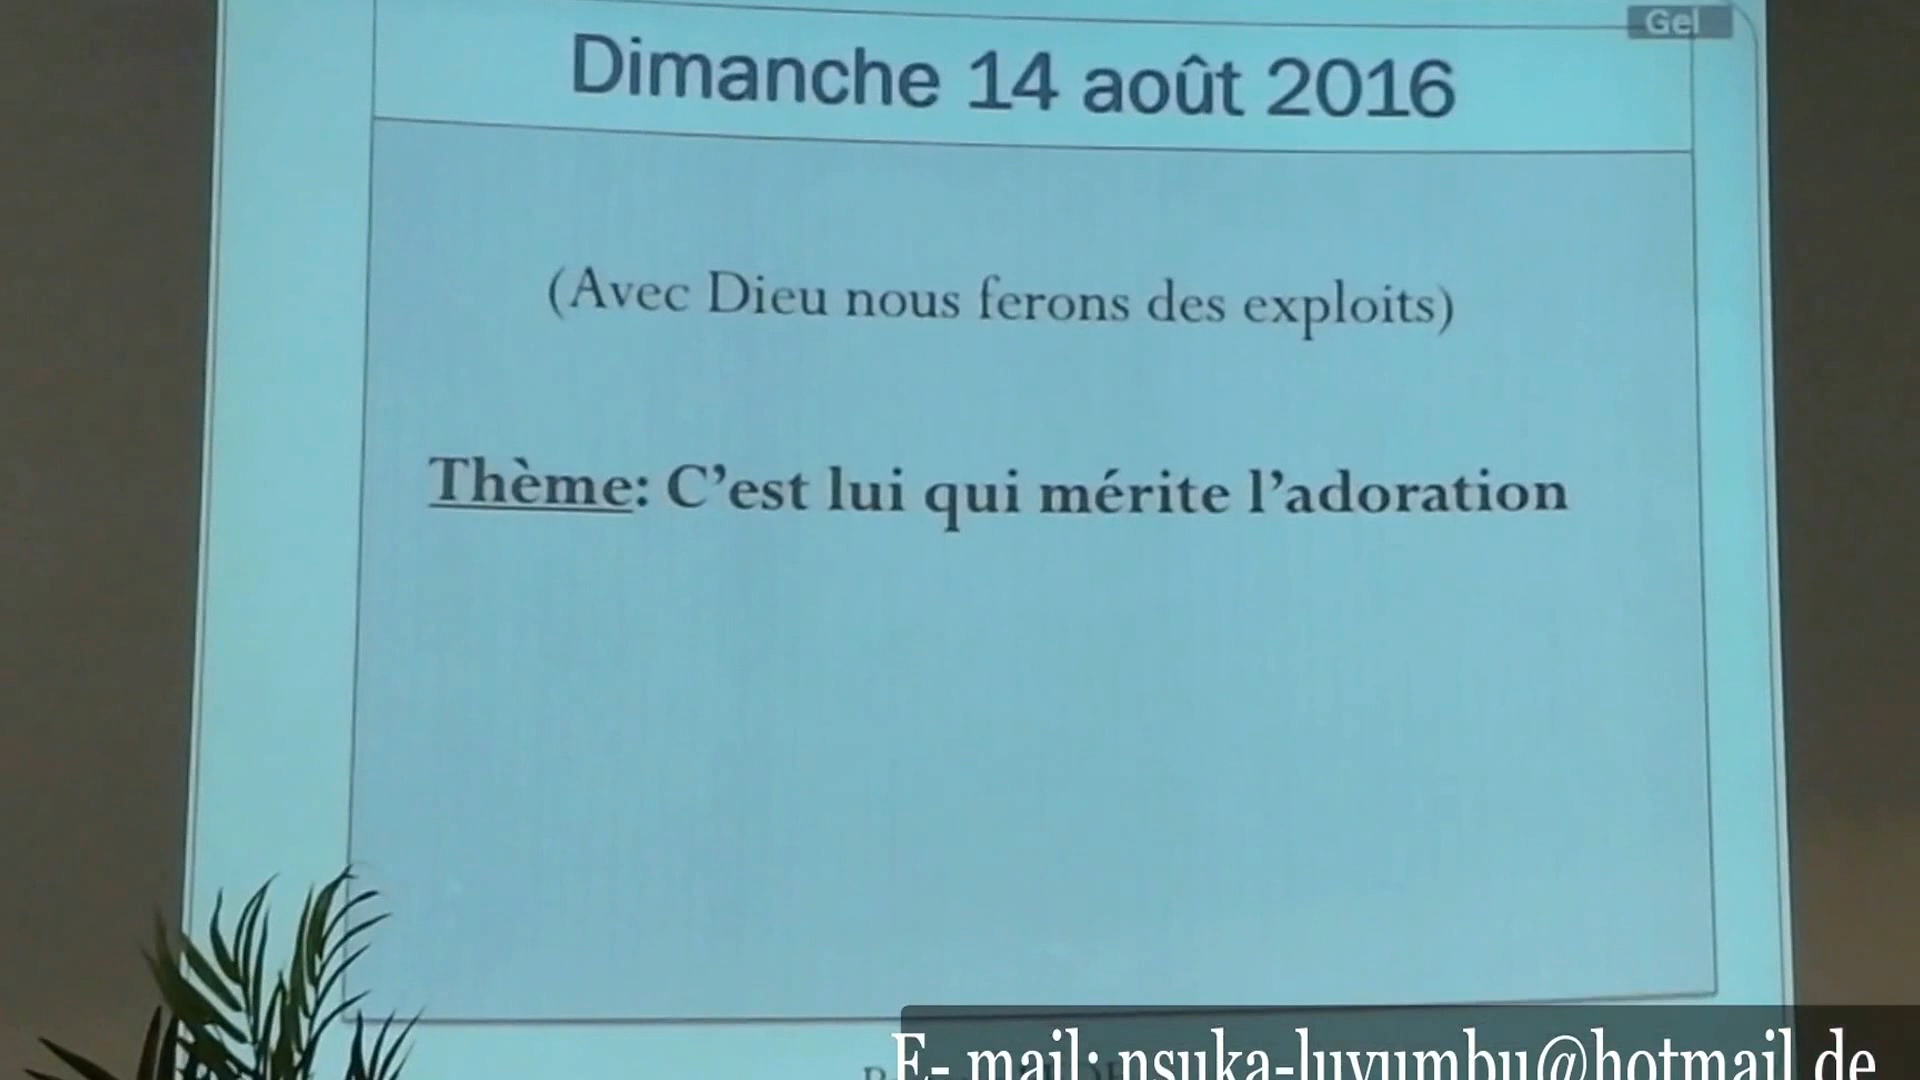 Gel
Dimanche 14 août 2016
(Avec Dieu nous ferons des exploits)
Thème: C'est lui qui mérite l'adoration
E- mail: nsuka-luyumbu@hotmail.de